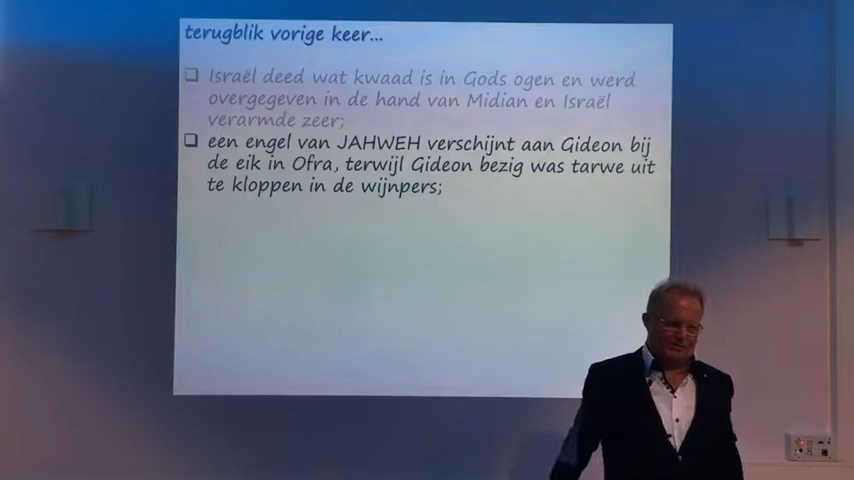 terugblik vorige keer...
❑ Israël deed wat kwaad is in Gods ogen en werd
overgegeven in de hand van Midian en Israël
verarmde zeer;
❑ een engel van JAHWEH verschijnt aan Gideon bij
de eik in Ofra, terwijl Gideon bezig was tarwe uit
te kloppen in de wijnpers;